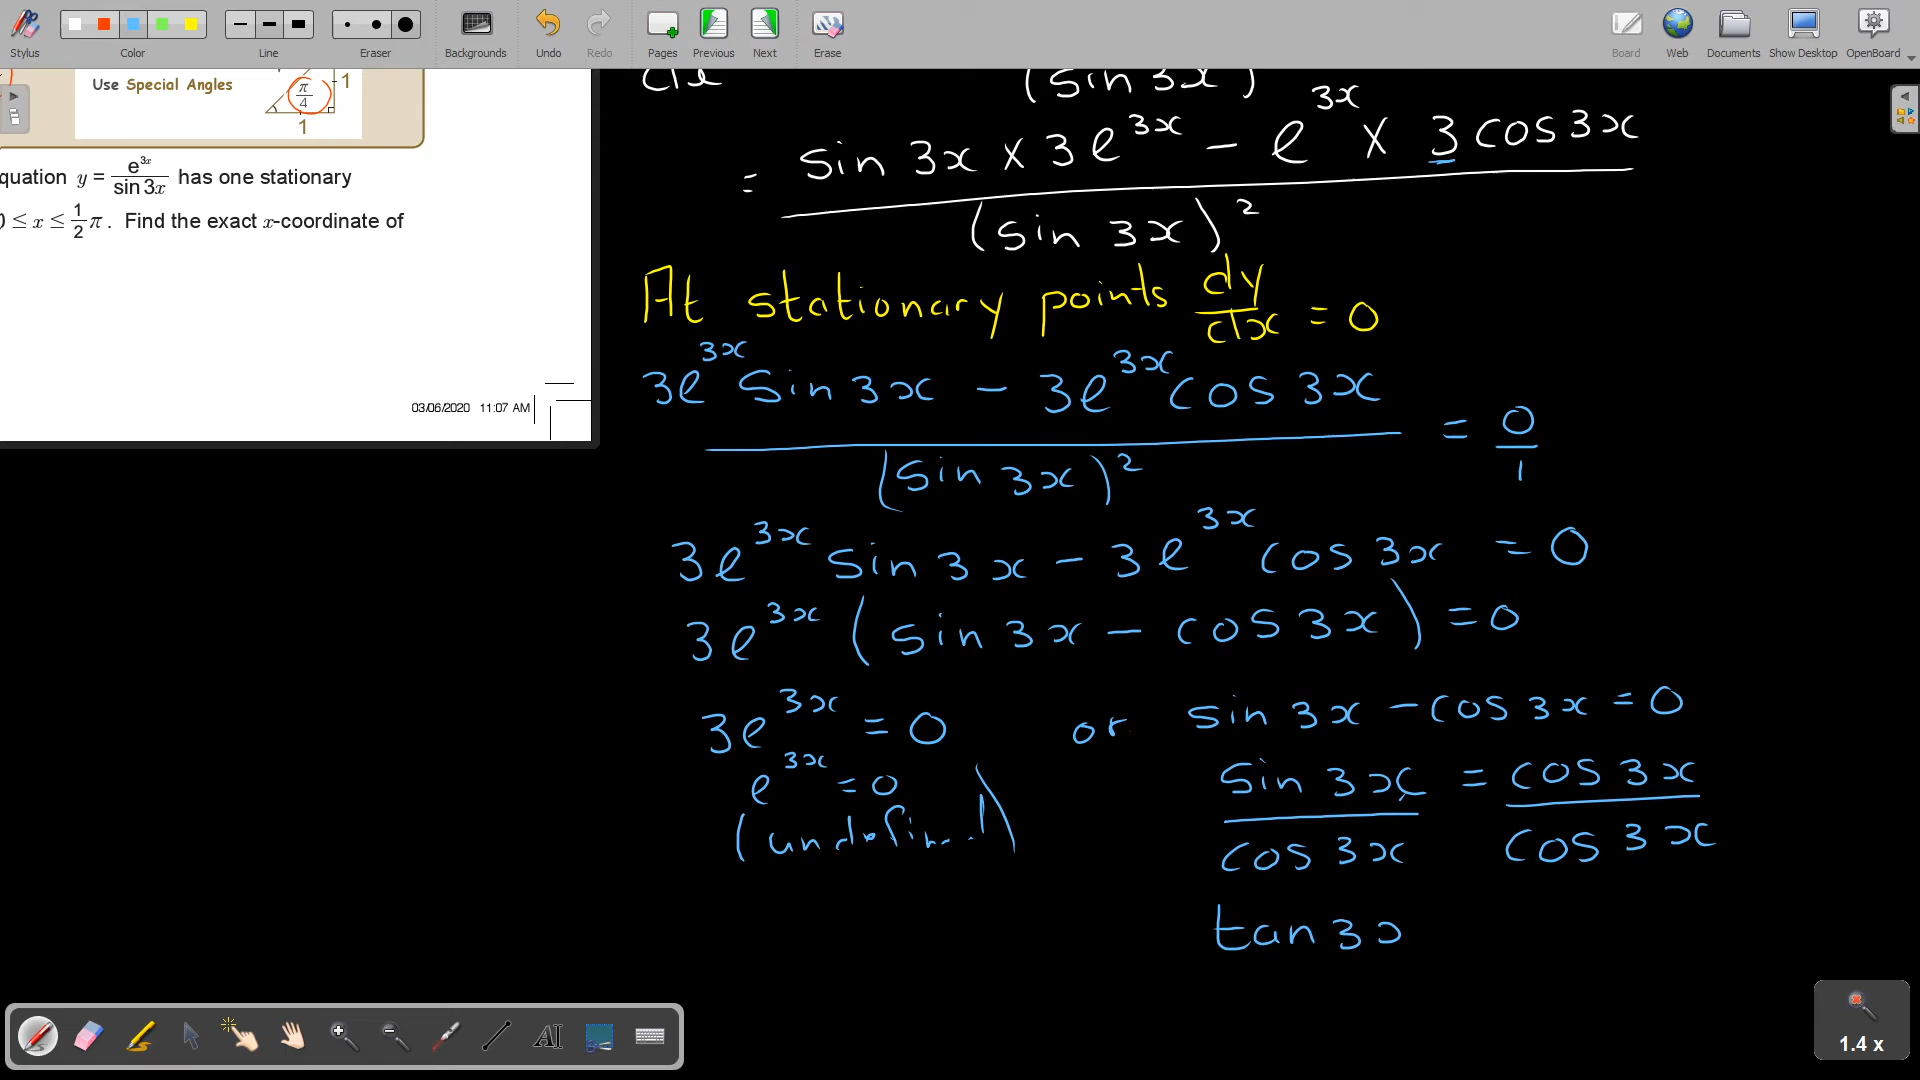 Stylus
Color
Line
Eraser
Backgrounds
Undo
Redo
Pages
Previous
Next
Erase
Board
Web
Documents
Show Desktop
OpenBoard
Use Special Angles
π/4
1
1
quation y = e^3x / sin 3x has one stationary
0 ≤ x ≤ 1/2 π . Find the exact x-coordinate of
03/06/2020 11:07 AM
(sin 3x)
= sin 3x × 3e^3x − e^3x × 3 cos 3x
(sin 3x)^2
At stationary points dy/dx = 0
3e^3x sin 3x − 3e^3x cos 3x = 0/1
(sin 3x)^2
3e^3x sin 3x − 3e^3x cos 3x = 0
3e^3x (sin 3x − cos 3x) = 0
3e^3x = 0 or sin 3x − cos 3x = 0
e^3x = 0
(undefined)
sin 3x = cos 3x
cos 3x cos 3x
tan 3
1.4 x